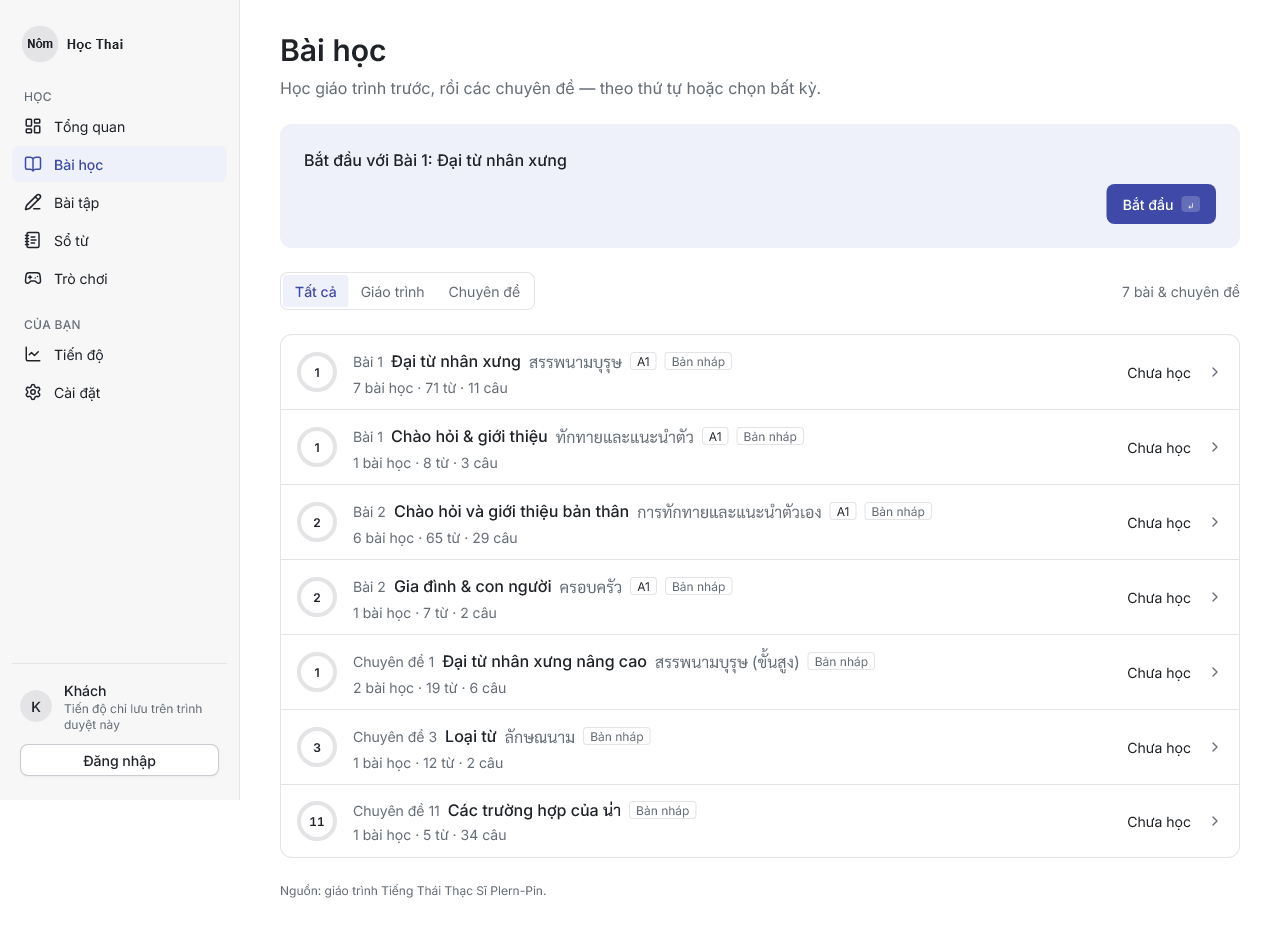 Nôm Học Thai
HỌC
Tổng quan
Bài học
Bài tập
Sổ từ
Trò chơi
CỦA BẠN
Tiến độ
Cài đặt
K Khách
Tiến độ chỉ lưu trên trình
duyệt này
Đăng nhập
Bài học
Học giáo trình trước, rồi các chuyên đề — theo thứ tự hoặc chọn bất kỳ.
Bắt đầu với Bài 1: Đại từ nhân xưng
Bắt đầu ↵
Tất cả Giáo trình Chuyên đề 7 bài & chuyên đề
1 Bài 1 Đại từ nhân xưng สรรพนามบุรุษ A1 Bản nháp Chưa học
7 bài học · 71 từ · 11 câu
1 Bài 1 Chào hỏi & giới thiệu ทักทายและแนะนำตัว A1 Bản nháp Chưa học
1 bài học · 8 từ · 3 câu
2 Bài 2 Chào hỏi và giới thiệu bản thân การทักทายและแนะนำตัวเอง A1 Bản nháp Chưa học
6 bài học · 65 từ · 29 câu
2 Bài 2 Gia đình & con người ครอบครัว A1 Bản nháp Chưa học
1 bài học · 7 từ · 2 câu
1 Chuyên đề 1 Đại từ nhân xưng nâng cao สรรพนามบุรุษ (ขั้นสูง) Bản nháp Chưa học
2 bài học · 19 từ · 6 câu
3 Chuyên đề 3 Loại từ ลักษณนาม Bản nháp Chưa học
1 bài học · 12 từ · 2 câu
11 Chuyên đề 11 Các trường hợp của น่า Bản nháp Chưa học
1 bài học · 5 từ · 34 câu
Nguồn: giáo trình Tiếng Thái Thạc Sĩ Plern-Pin.